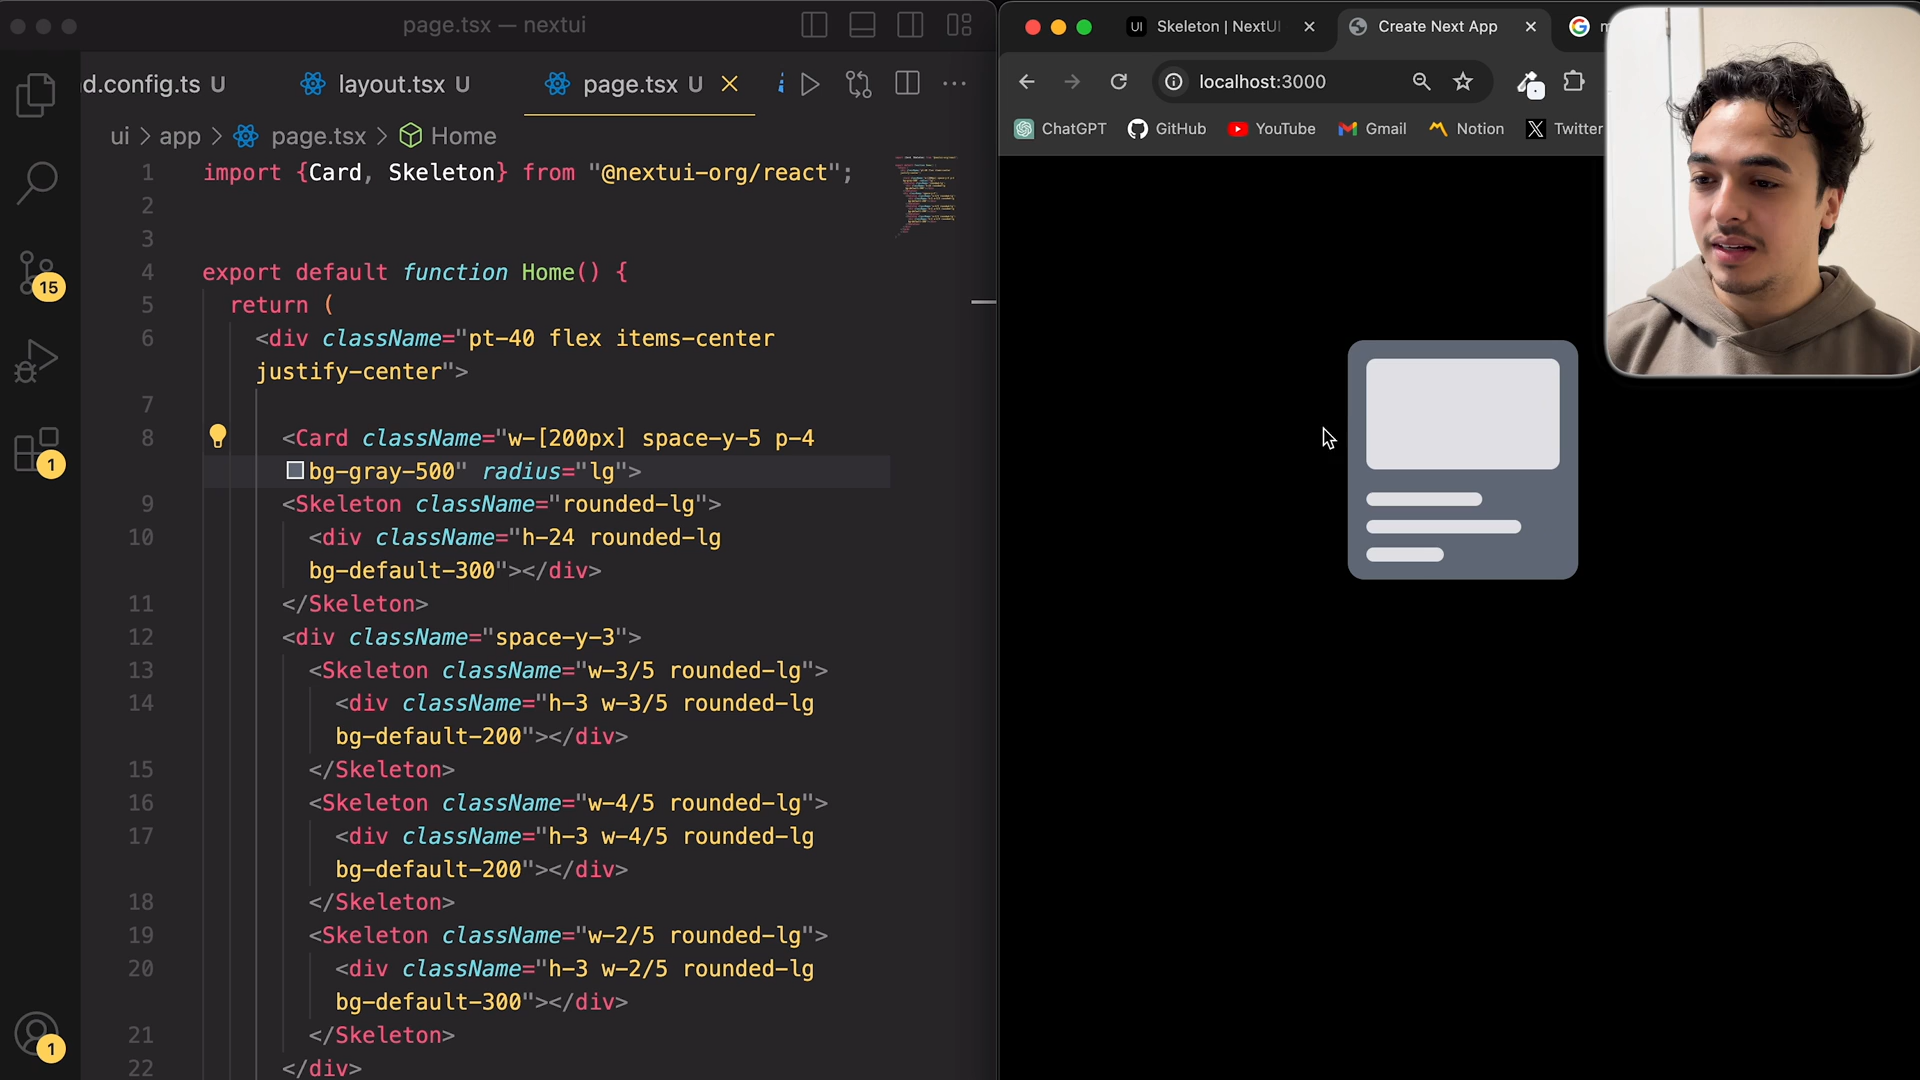 page.tsx — nextui
d.config.ts U
layout.tsx U
page.tsx U
ui > app > page.tsx > Home
1 import {Card, Skeleton} from "@nextui-org/react";
2
3
4 export default function Home() {
5 return (
6 <div className="pt-40 flex items-center
justify-center">
7
8 <Card className="w-[200px] space-y-5 p-4
bg-gray-500" radius="lg">
9 <Skeleton className="rounded-lg">
10 <div className="h-24 rounded-lg
bg-default-300"></div>
11 </Skeleton>
12 <div className="space-y-3">
13 <Skeleton className="w-3/5 rounded-lg">
14 <div className="h-3 w-3/5 rounded-lg
bg-default-200"></div>
15 </Skeleton>
16 <Skeleton className="w-4/5 rounded-lg">
17 <div className="h-3 w-4/5 rounded-lg
bg-default-200"></div>
18 </Skeleton>
19 <Skeleton className="w-2/5 rounded-lg">
20 <div className="h-3 w-2/5 rounded-lg
bg-default-300"></div>
21 </Skeleton>
22 </div>
15
1
1
UI Skeleton | NextUI
Create Next App
localhost:3000
ChatGPT
GitHub
YouTube
Gmail
Notion
Twitter